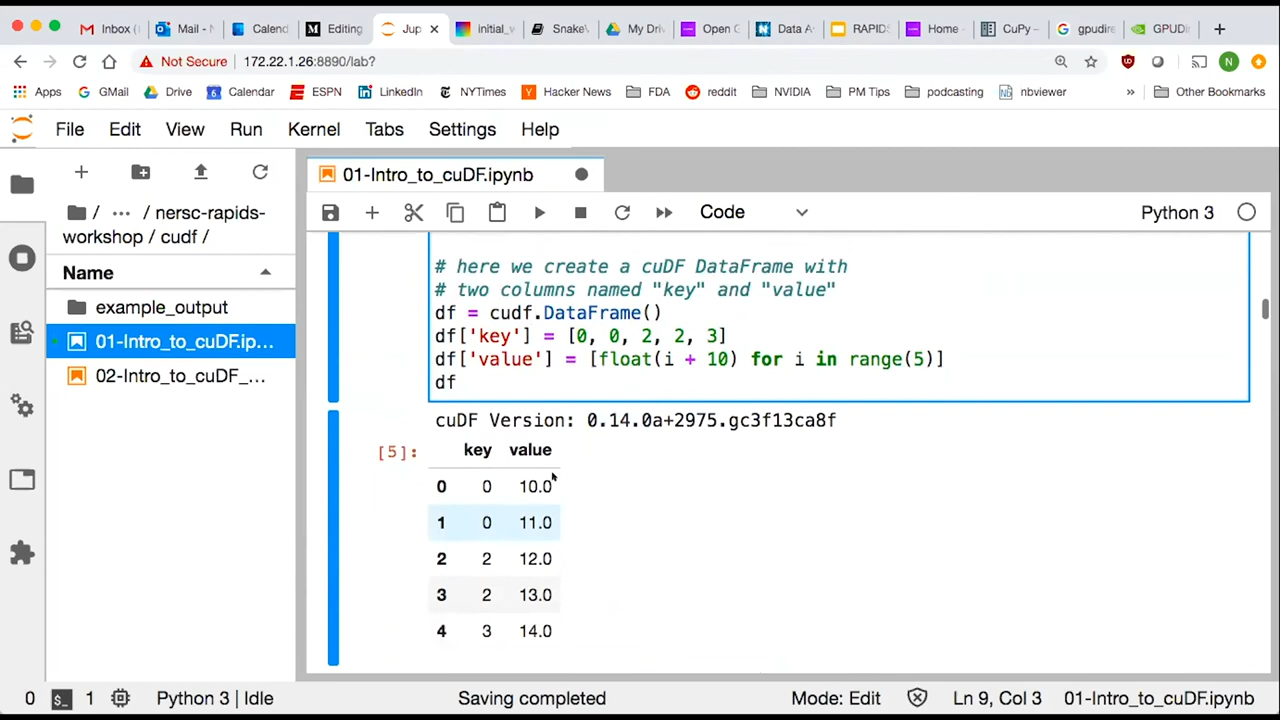 Inbox (
Mail -
Calend
Editing
Jup
initial_v
Snake\
My Driv
Open G
Data A
RAPIDS
Home -
CuPy –
gpudire
GPUDi
Not Secure 172.22.1.26:8890/lab?
Apps GMail Drive Calendar ESPN LinkedIn NYTimes Hacker News FDA reddit NVIDIA PM Tips podcasting nbviewer » Other Bookmarks
File Edit View Run Kernel Tabs Settings Help
01-Intro_to_cuDF.ipynb
/ ... / nersc-rapids-
workshop / cudf /
Code Python 3
Name
example_output
01-Intro_to_cuDF.ip...
02-Intro_to_cuDF_...
# here we create a cuDF DataFrame with
# two columns named "key" and "value"
df = cudf.DataFrame()
df['key'] = [0, 0, 2, 2, 3]
df['value'] = [float(i + 10) for i in range(5)]
df
cuDF Version: 0.14.0a+2975.gc3f13ca8f
[5]:
key value
0 0 10.0
1 0 11.0
2 2 12.0
3 2 13.0
4 3 14.0
0 $_ 1 Python 3 | Idle Saving completed Mode: Edit Ln 9, Col 3 01-Intro_to_cuDF.ipynb